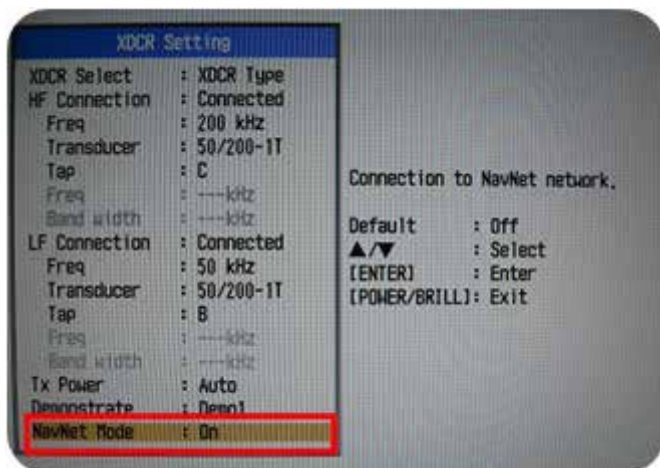 XDCR Setting
XDCR Select : XDCR Type
HF Connection : Connected
Freq : 200 kHz
Transducer : 50/200-1T
Tap : C
Freq : ---kHz
Band width : ---kHz
LF Connection : Connected
Freq : 50 kHz
Transducer : 50/200-1T
Tap : B
Freq : ---kHz
Band width : ---kHz
Tx Power : Auto
Demonstrate : Demo1
NavNet Mode : On
Connection to NavNet network.
Default : Off
▲/▼ : Select
[ENTER] : Enter
[POWER/BRILL]: Exit